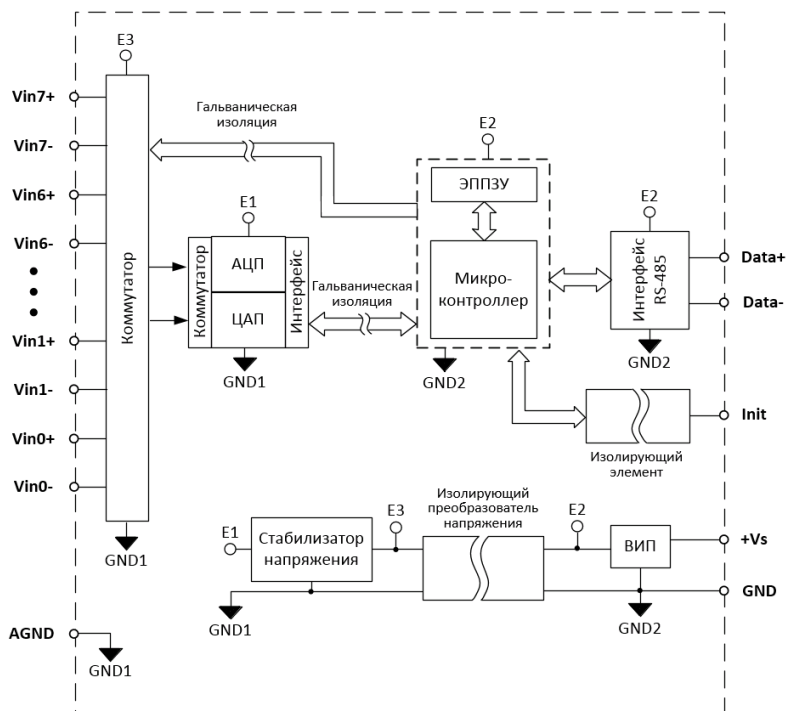 E3
Vin7+
Vin7-
Vin6+
Vin6-
Vin1+
Vin1-
Vin0+
Vin0-
Коммутатор
GND1
AGND
GND1
Гальваническая
изоляция
E1
Коммутатор
АЦП
ЦАП
Интерфейс
GND1
Гальваническая
изоляция
E2
ЭППЗУ
Микро-
контроллер
GND2
E2
Интерфейс
RS-485
GND2
Data+
Data-
Init
Изолирующий
элемент
E1
Стабилизатор
напряжения
E3
Изолирующий
преобразователь
напряжения
E2
ВИП
+Vs
GND
GND1
GND2